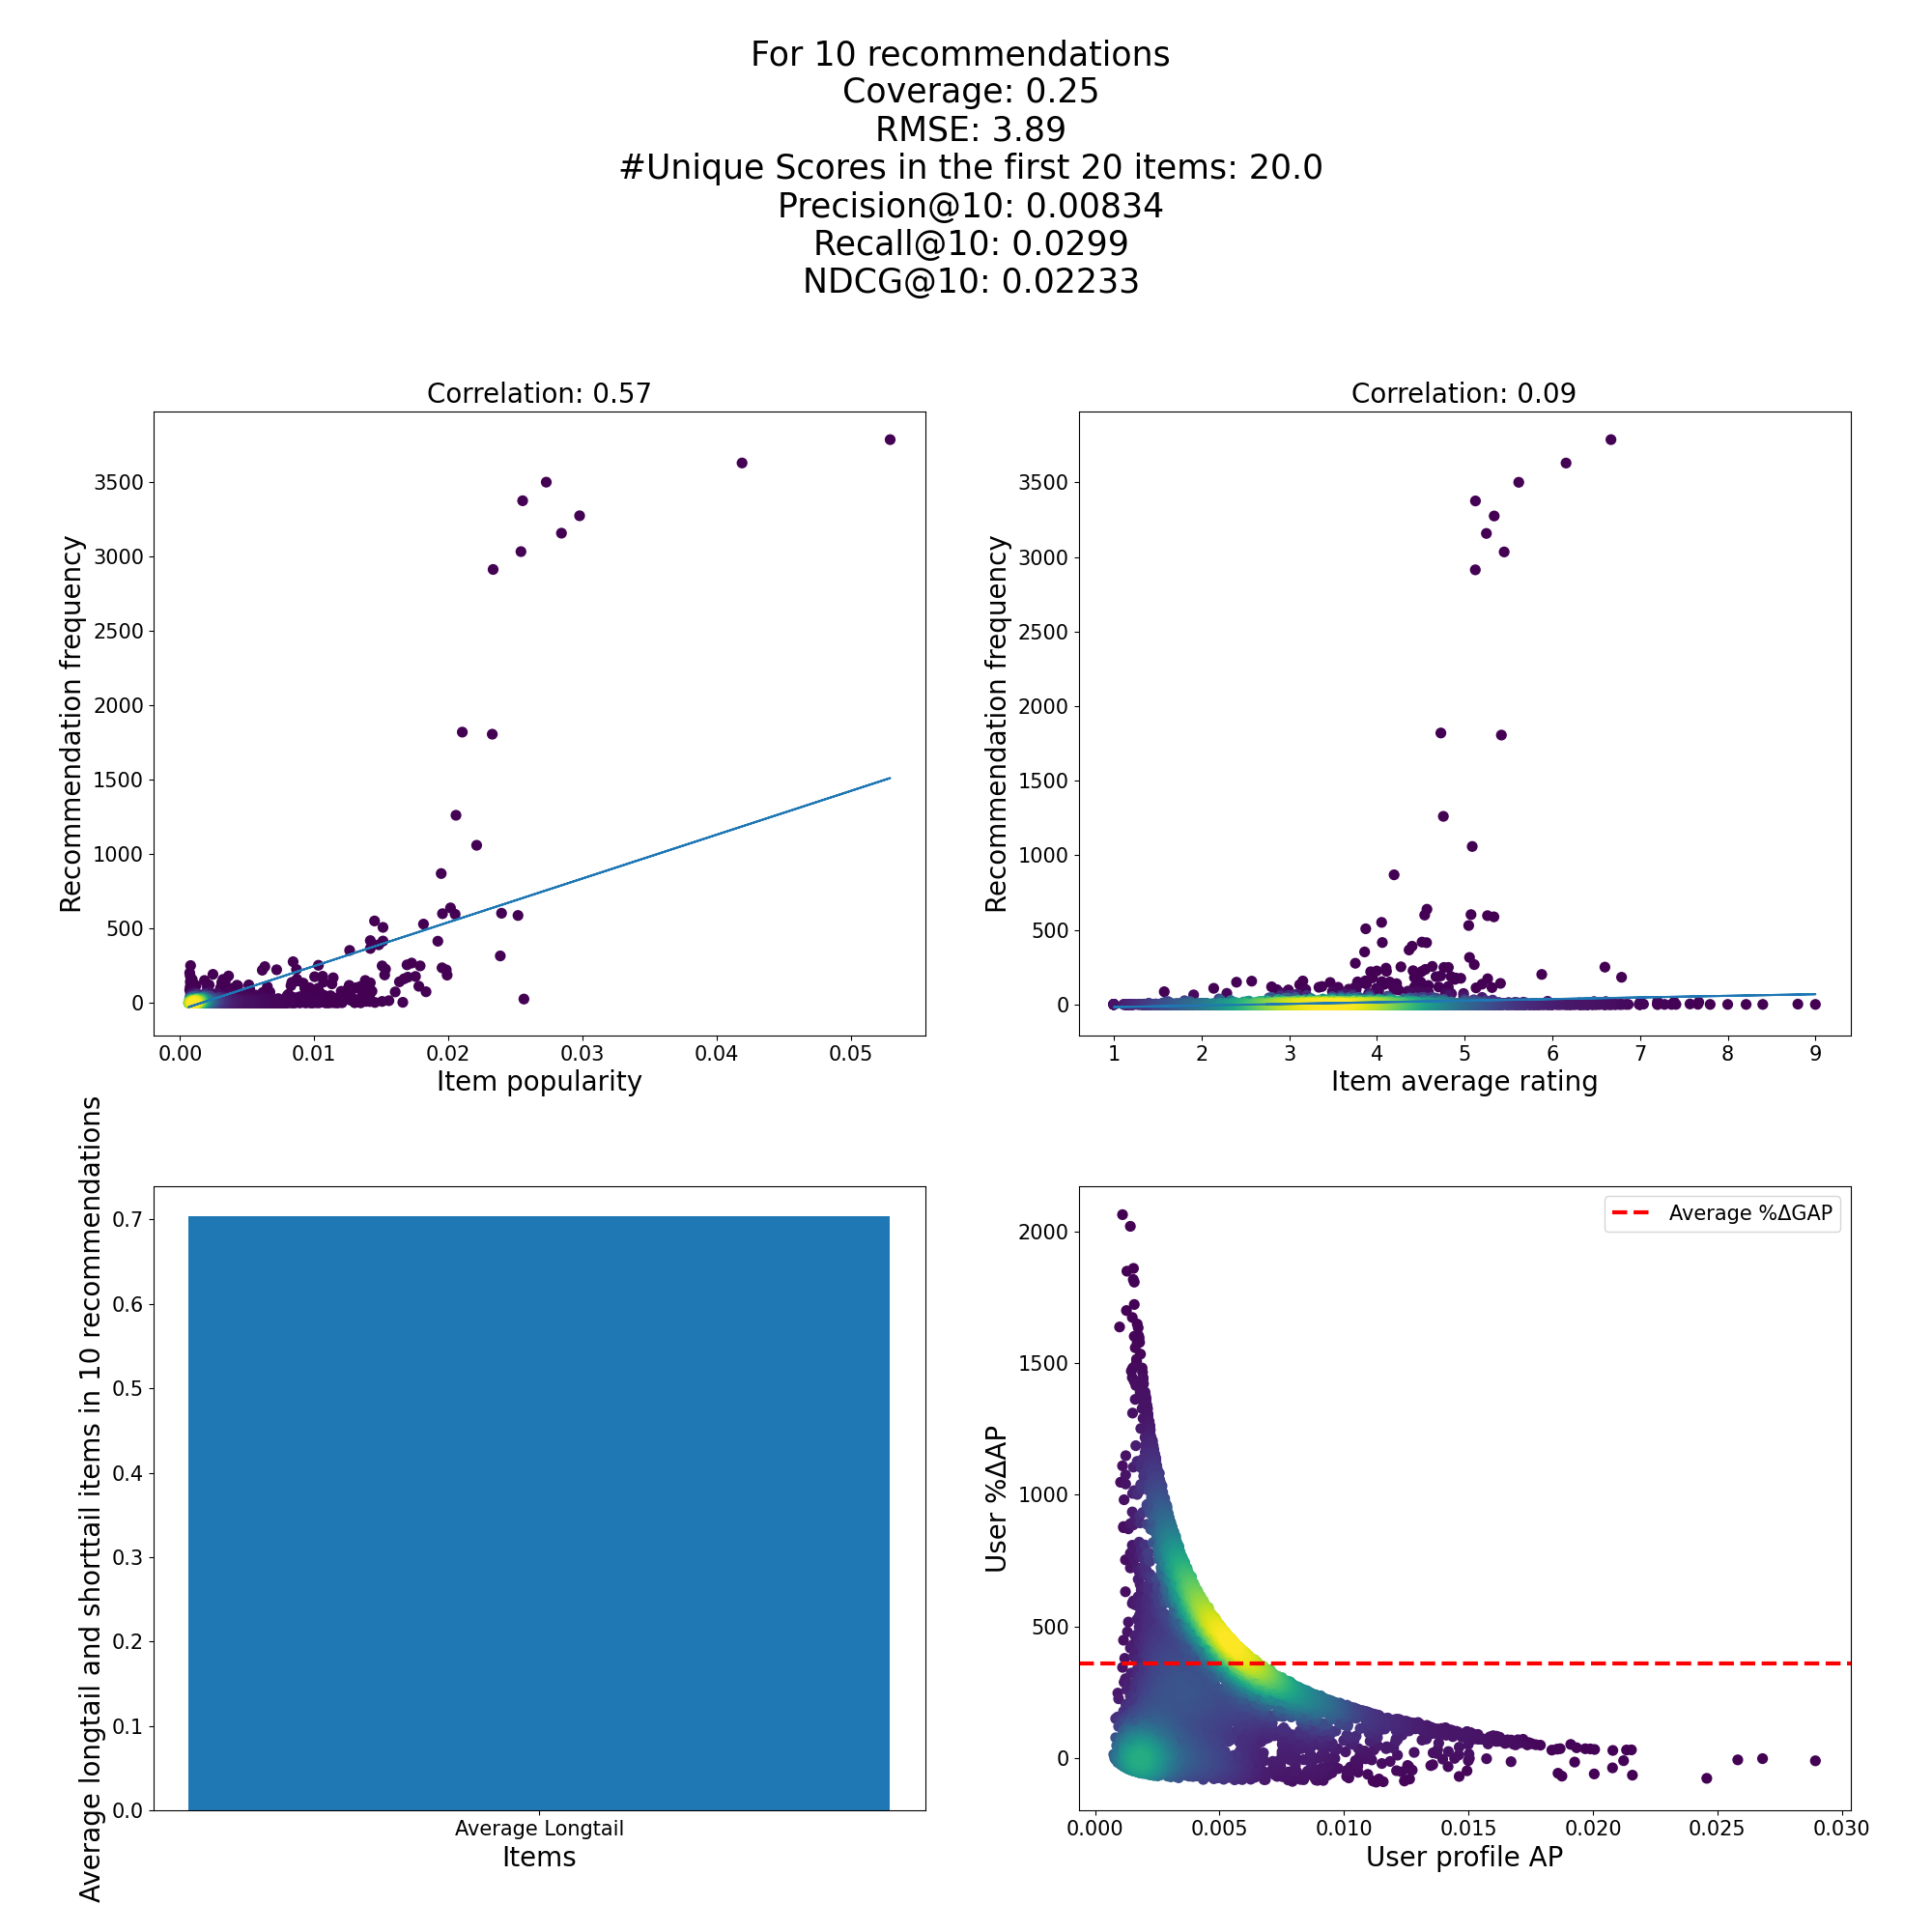 For 10 recommendations
Coverage: 0.25
RMSE: 3.89
#Unique Scores in the first 20 items: 20.0
Precision@10: 0.00834
Recall@10: 0.0299
NDCG@10: 0.02233
Correlation: 0.57
Recommendation frequency
3500
3000
2500
2000
1500
1000
500
0
0.00 0.01 0.02 0.03 0.04 0.05
Item popularity
Correlation: 0.09
Recommendation frequency
3500
3000
2500
2000
1500
1000
500
0
1 2 3 4 5 6 7 8 9
Item average rating
Average longtail and shorttail items in 10 recommendations
0.7
0.6
0.5
0.4
0.3
0.2
0.1
0.0
Average Longtail
Items
Average %ΔGAP
User %ΔAP
2000
1500
1000
500
0
0.000 0.005 0.010 0.015 0.020 0.025 0.030
User profile AP